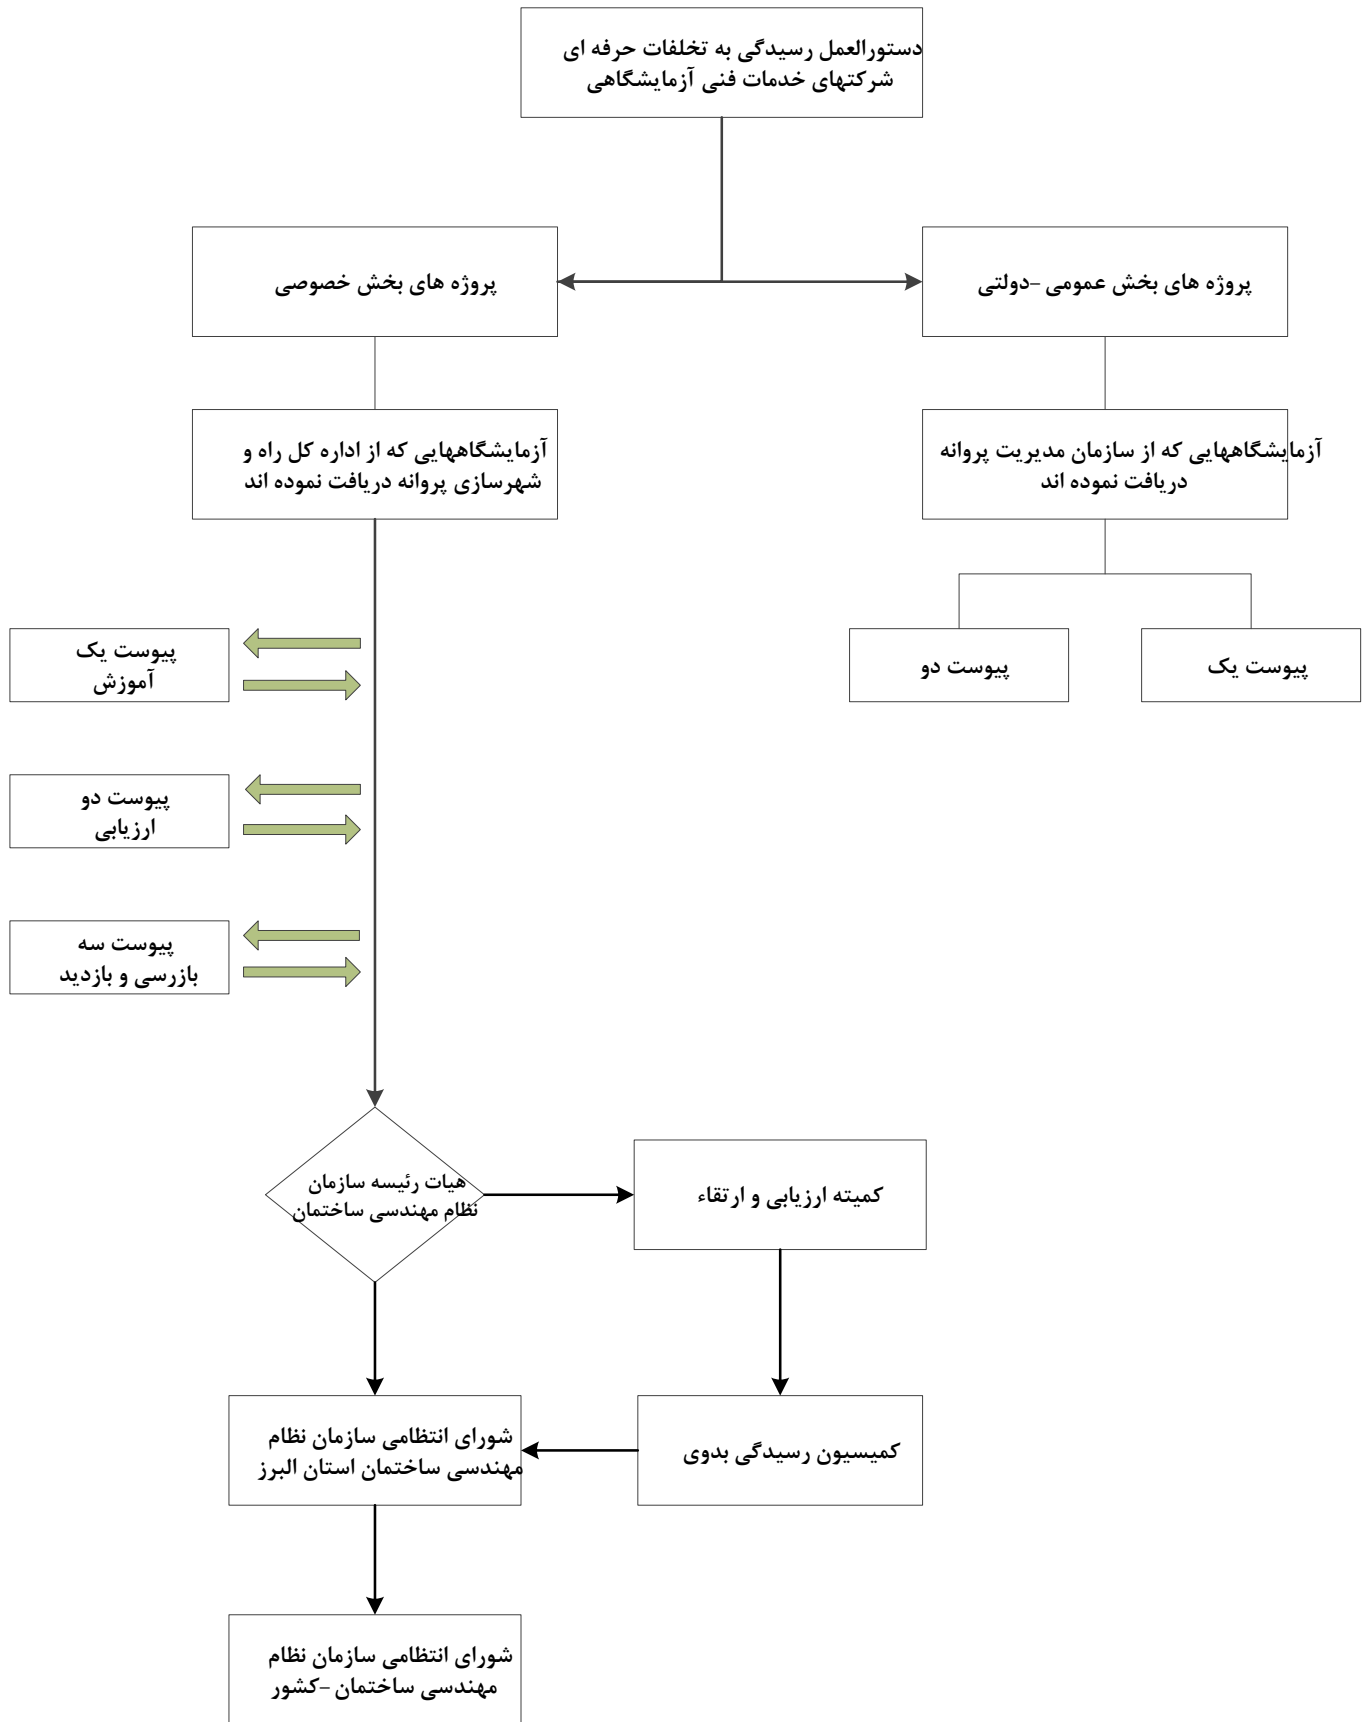 دستورالعمل رسیدگی به تخلفات حرفه ای
شرکتهای خدمات فنی آزمایشگاهی
پروژه های بخش عمومی -دولتی
پروژه های بخش خصوصی
آزمایشگاههایی که از سازمان مدیریت پروانه
دریافت نموده اند
آزمایشگاههایی که از اداره کل راه و
شهرسازی پروانه دریافت نموده اند
پیوست یک
پیوست دو
پیوست یک
آموزش
پیوست دو
ارزیابی
پیوست سه
بازرسی و بازدید
هیات رئیسه سازمان
نظام مهندسی ساختمان
کمیته ارزیابی و ارتقاء
کمیسیون رسیدگی بدوی
شورای انتظامی سازمان نظام
مهندسی ساختمان استان البرز
شورای انتظامی سازمان نظام
مهندسی ساختمان -کشور